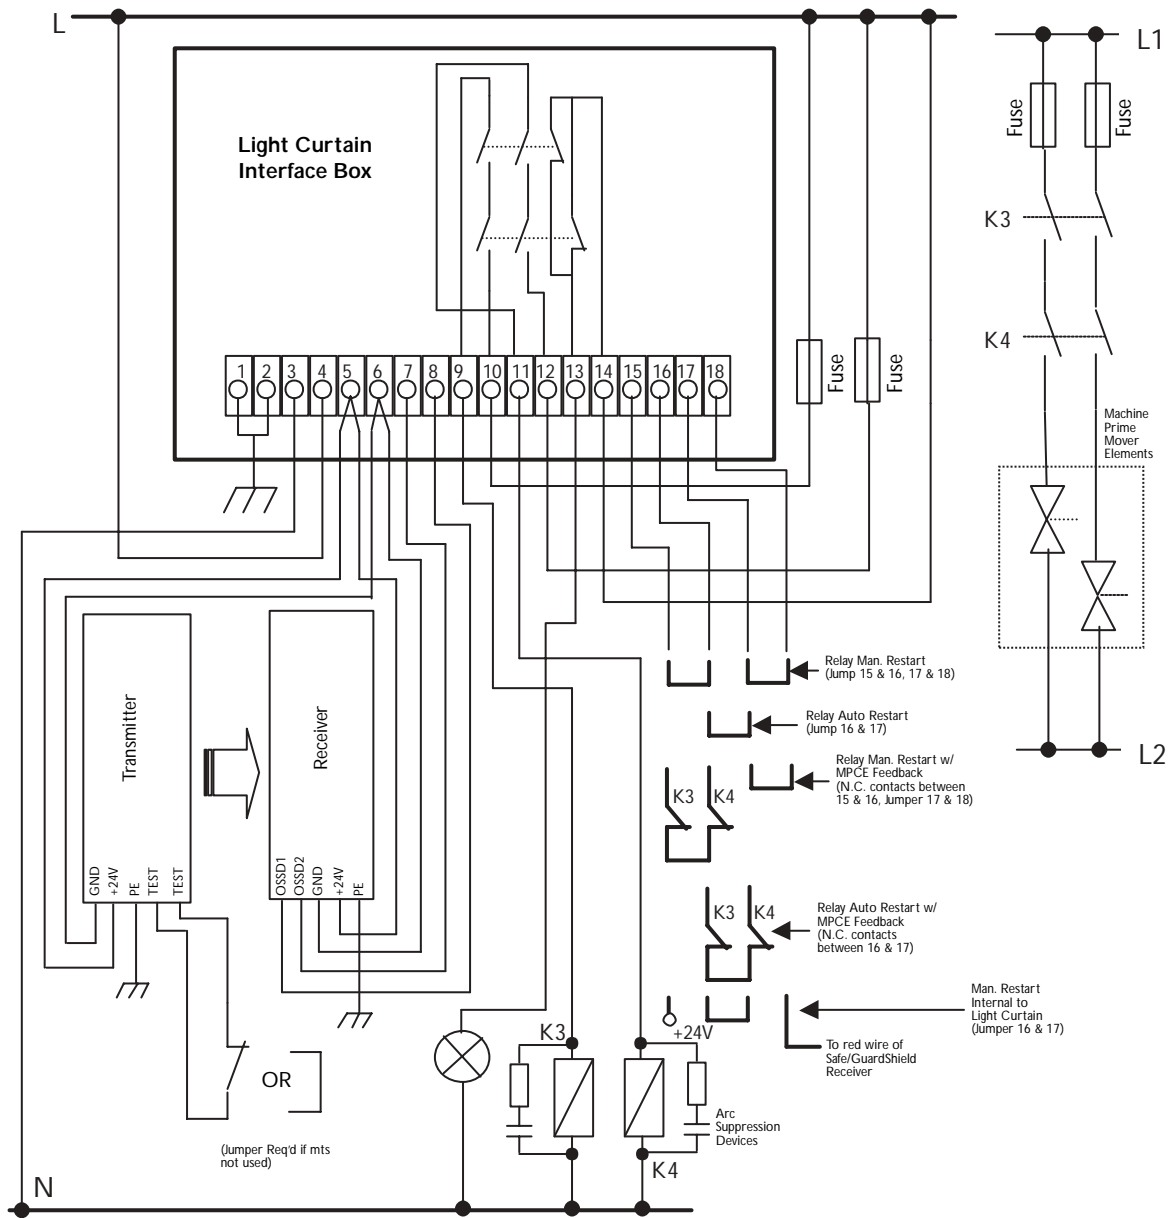 L
L1
Light Curtain
Interface Box
Fuse
Fuse
K3
K4
1 2 3 4 5 6 7 8 9 10 11 12 13 14 15 16 17 18
Fuse
Fuse
Machine
Prime
Mover
Elements
Transmitter
Receiver
Relay Man. Restart
(Jump 15 & 16, 17 & 18)
Relay Auto Restart
(Jump 16 & 17)
L2
Relay Man. Restart w/
MPCE Feedback
(N.C. contacts between
15 & 16, Jumper 17 & 18)
K3 K4
GND
+24V
PE
TEST
TEST
OSSD1
OSSD2
GND
+24V
PE
K3 K4
Relay Auto Restart w/
MPCE Feedback
(N.C. contacts
between 16 & 17)
Man. Restart
Internal to
Light Curtain
(Jumper 16 & 17)
+24V
To red wire of
Safe/GuardShield
Receiver
K3
OR
Arc
Suppression
Devices
(Jumper Req'd if mts
not used)
K4
N